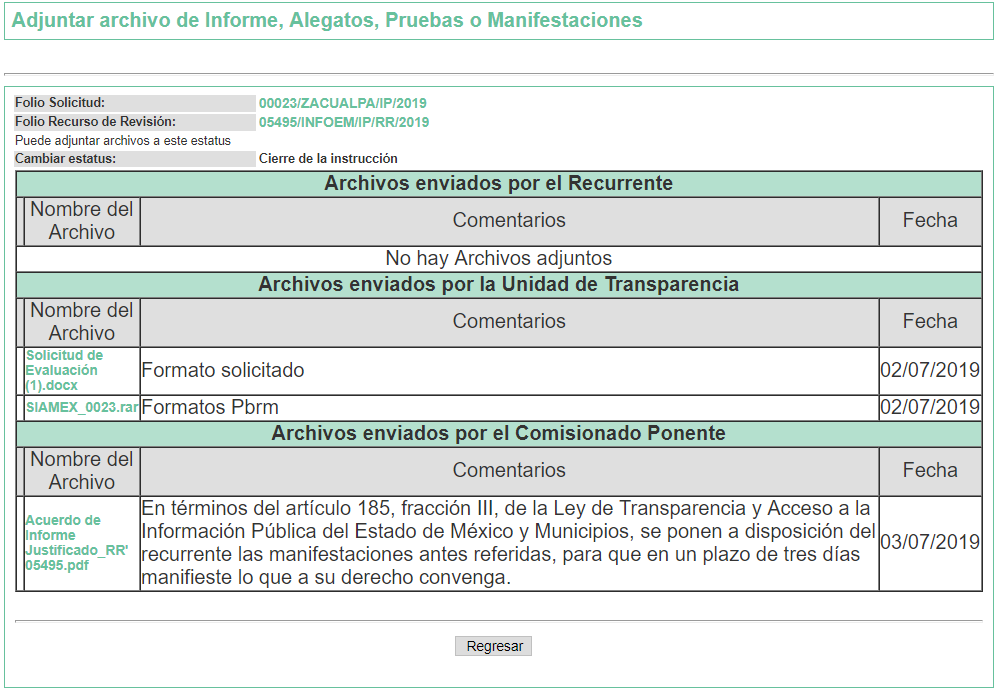 Adjuntar archivo de Informe, Alegatos, Pruebas o Manifestaciones
Folio Solicitud: 00023/ZACUALPA/IP/2019
Folio Recurso de Revisión: 05495/INFOEM/IP/RR/2019
Puede adjuntar archivos a este estatus
Cambiar estatus: Cierre de la instrucción
Archivos enviados por el Recurrente
Nombre del
Archivo
Comentarios
Fecha
No hay Archivos adjuntos
Archivos enviados por la Unidad de Transparencia
Nombre del
Archivo
Comentarios
Fecha
Solicitud de
Evaluación
(1).docx
Formato solicitado
02/07/2019
SIAMEX_0023.rar
Formatos Pbrm
02/07/2019
Archivos enviados por el Comisionado Ponente
Nombre del
Archivo
Comentarios
Fecha
Acuerdo de
Informe
Justificado_RR'
05495.pdf
En términos del artículo 185, fracción III, de la Ley de Transparencia y Acceso a la
Información Pública del Estado de México y Municipios, se ponen a disposición del
recurrente las manifestaciones antes referidas, para que en un plazo de tres días
manifieste lo que a su derecho convenga.
03/07/2019
Regresar